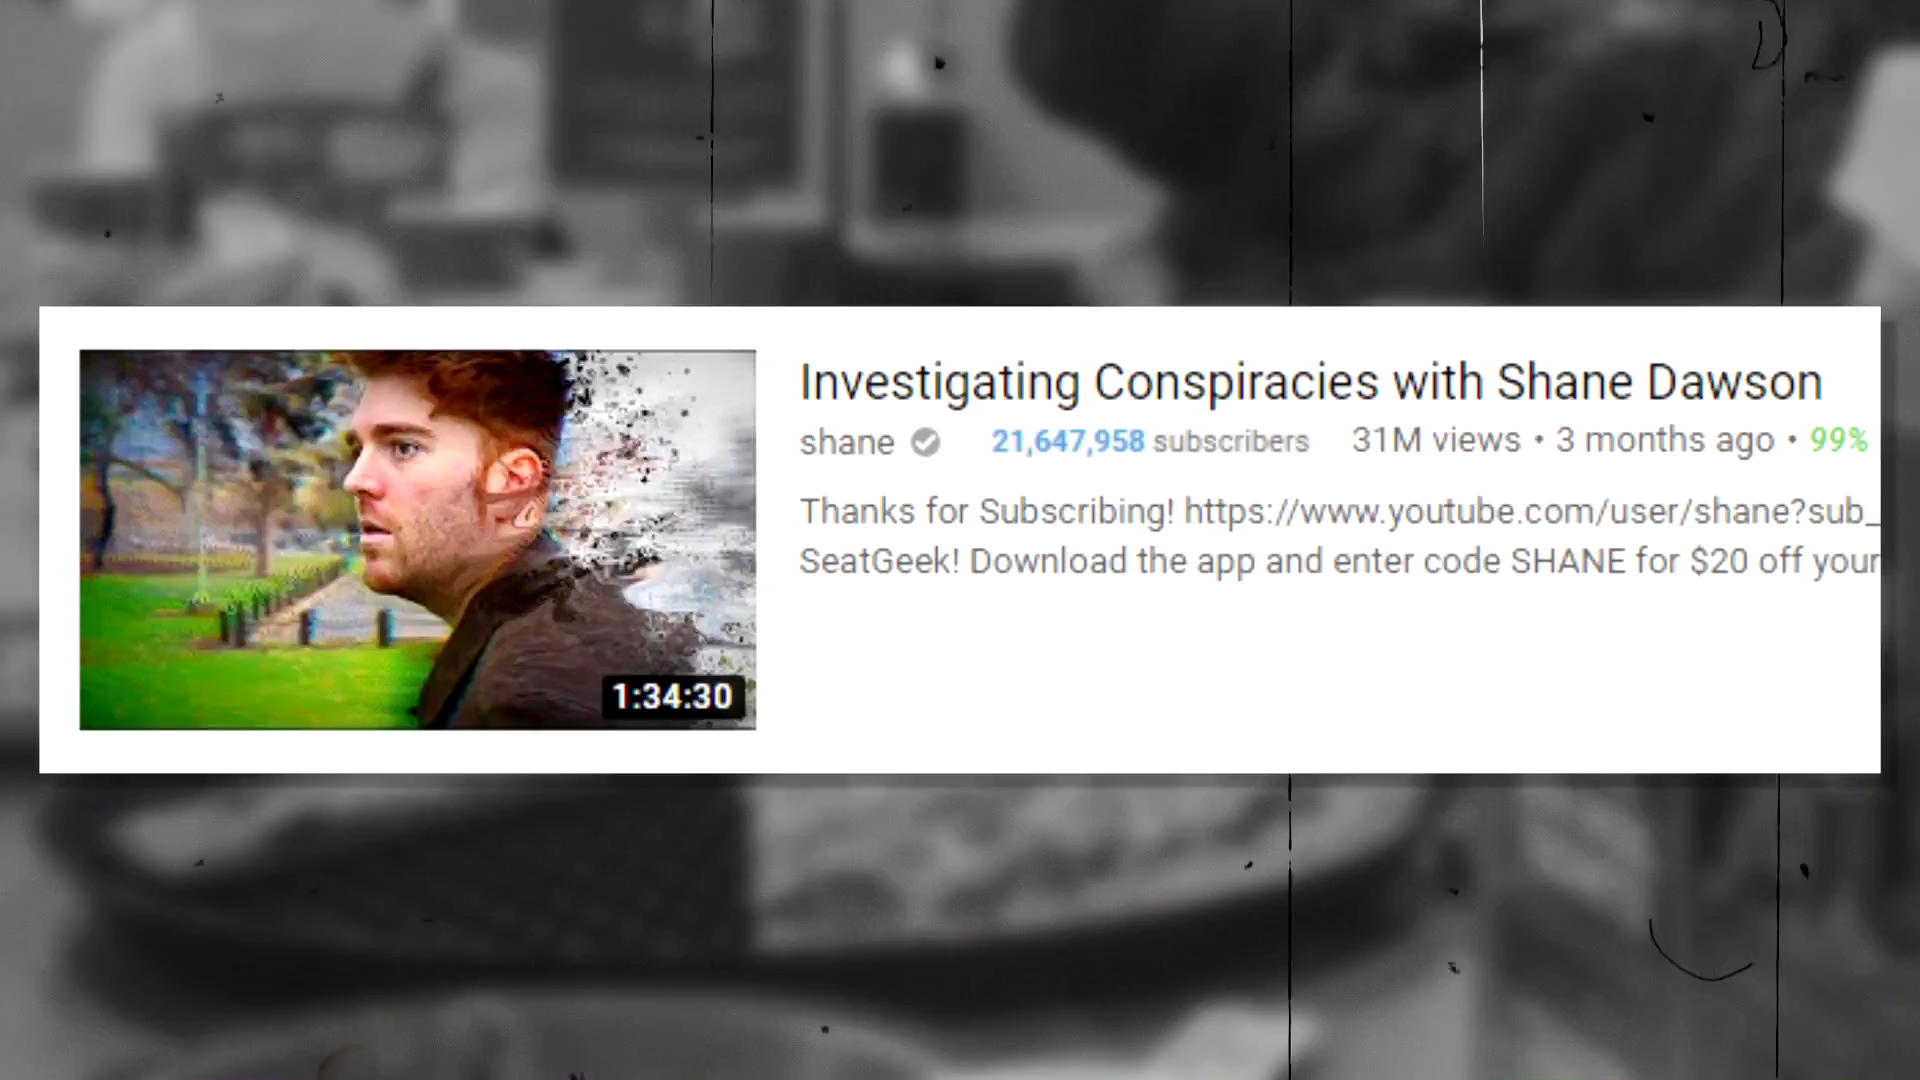 Investigating Conspiracies with Shane Dawson
shane 21,647,958 subscribers 31M views • 3 months ago • 99%
Thanks for Subscribing! https://www.youtube.com/user/shane?sub_
SeatGeek! Download the app and enter code SHANE for $20 off your
1:34:30